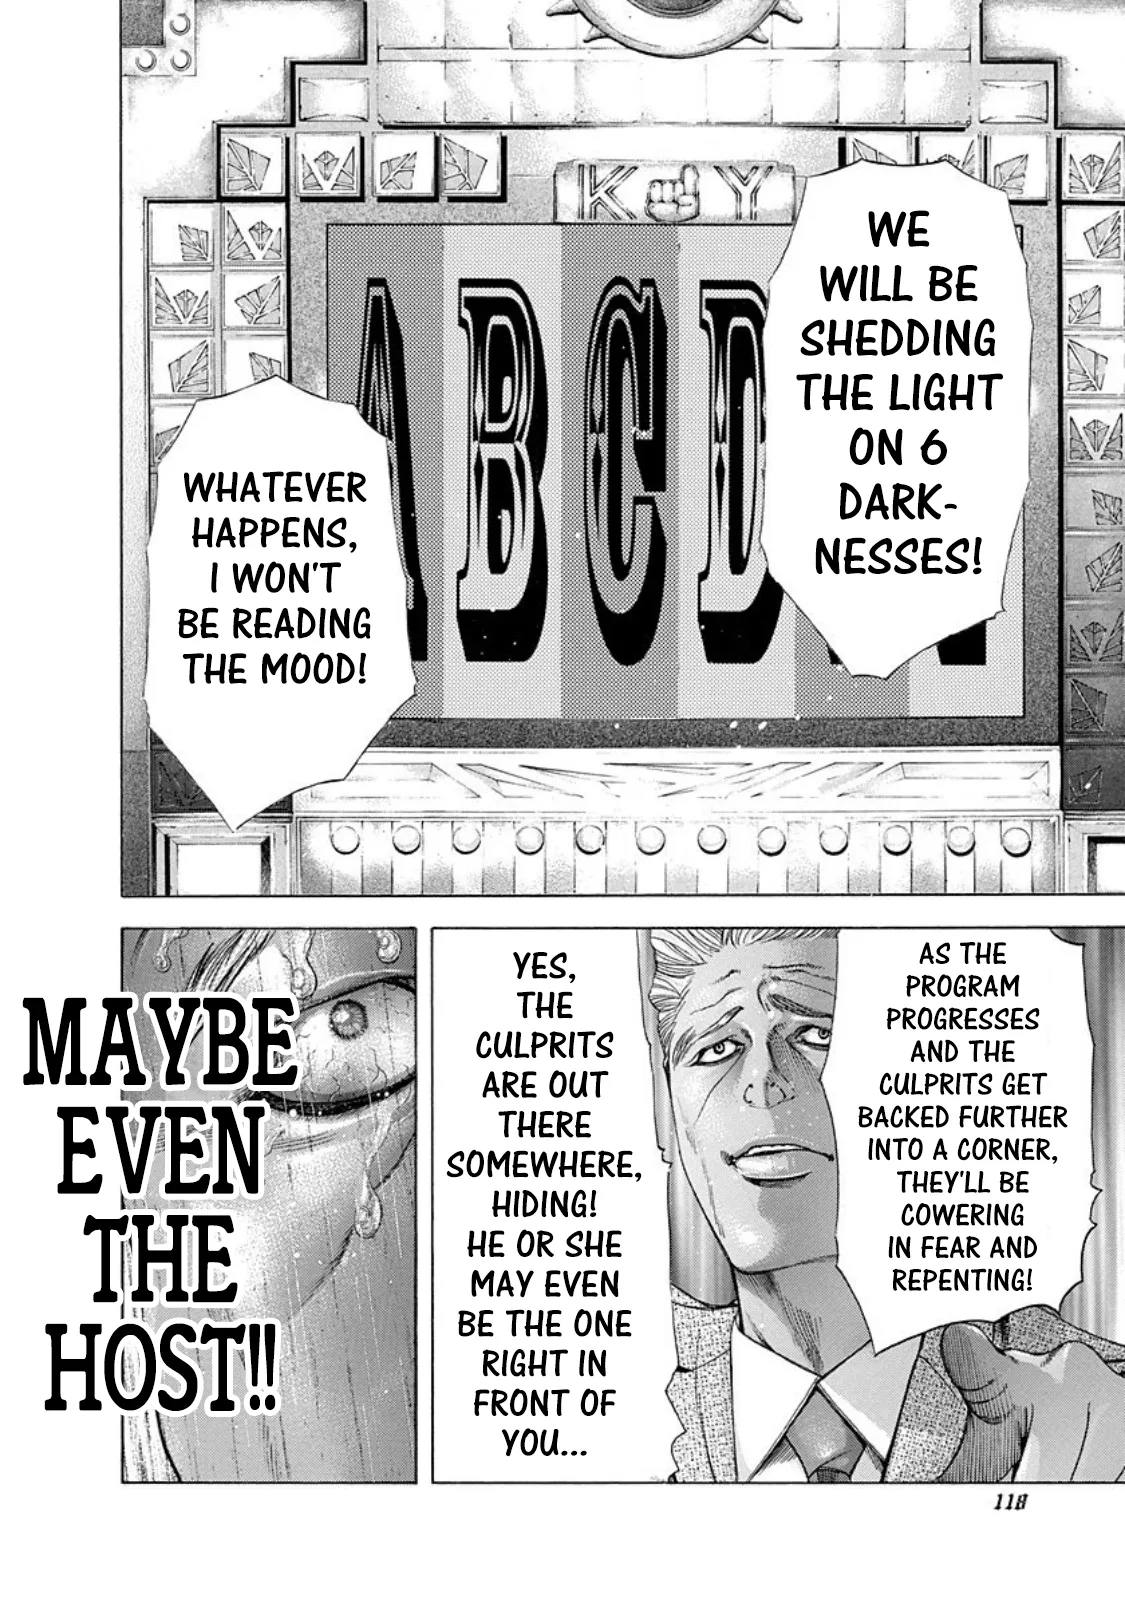 K Y
WE
WILL BE
SHEDDING
THE LIGHT
ON 6
DARK-
NESSES!
A B C D
WHATEVER
HAPPENS,
I WON'T
BE READING
THE MOOD!
AS THE
PROGRAM
PROGRESSES
AND THE
CULPRITS GET
BACKED FURTHER
INTO A CORNER,
THEY'LL BE
COWERING
IN FEAR AND
REPENTING!
YES,
THE
CULPRITS
ARE OUT
THERE
SOMEWHERE,
HIDING!
HE OR SHE
MAY EVEN
BE THE ONE
RIGHT IN
FRONT OF
YOU...
MAYBE
EVEN
THE
HOST!!
118